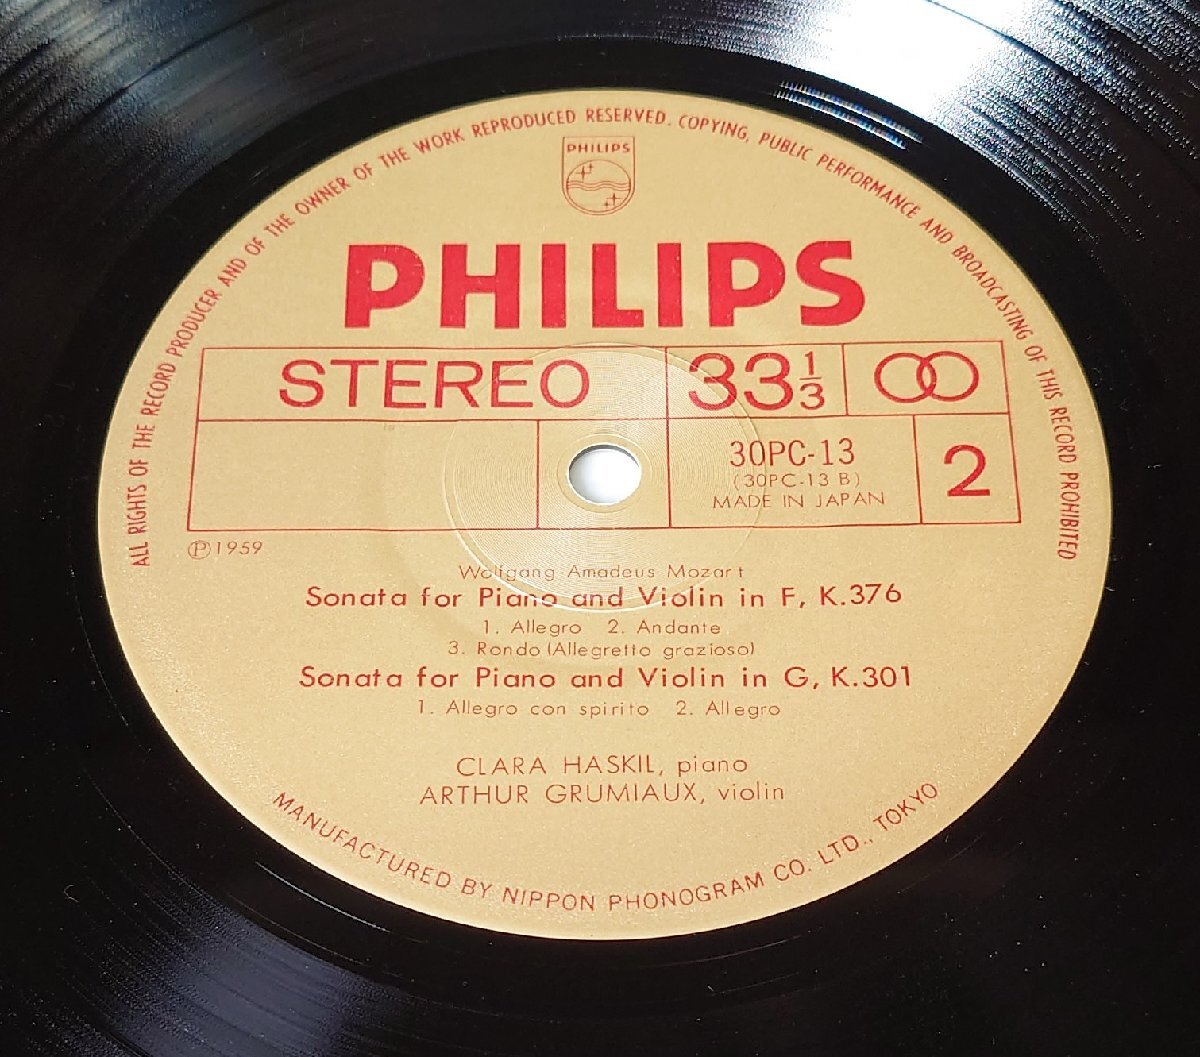 ALL RIGHTS OF THE RECORD PRODUCER AND OF THE OWNER OF THE WORK REPRODUCED RESERVED. COPYING, PUBLIC PERFORMANCE AND BROADCASTING OF THIS RECORD PROHIBITED
PHILIPS
PHILIPS
STEREO 33 1/3
30PC-13
(30PC-13 B)
MADE IN JAPAN
2
Ⓟ1959
Wolfgang Amadeus Mozart
Sonata for Piano and Violin in F, K.376
1. Allegro 2. Andante
3. Rondo (Allegretto grazioso)
Sonata for Piano and Violin in G, K.301
1. Allegro con spirito 2. Allegro
CLARA HASKIL, piano
ARTHUR GRUMIAUX, violin
MANUFACTURED BY NIPPON PHONOGRAM CO. LTD., TOKYO